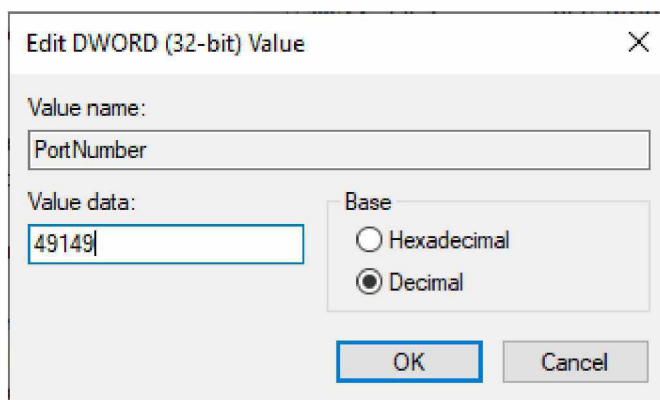 Edit DWORD (32-bit) Value
Value name:
PortNumber
Value data:
49149
Base
Hexadecimal
Decimal
OK
Cancel